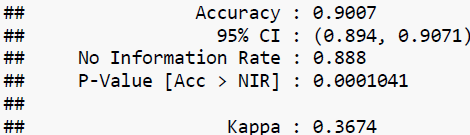 ## Accuracy : 0.9007
## 95% CI : (0.894, 0.9071)
## No Information Rate : 0.888
## P-Value [Acc > NIR] : 0.0001041
##
## Kappa : 0.3674